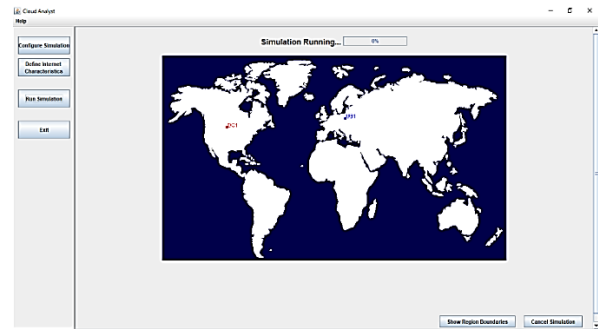 Cloud Analyst
Help
Configure Simulation
Define Internet
Characteristics
Run Simulation
Exit
Simulation Running...
0%
DC1
UB1
Show Region Boundaries
Cancel Simulation